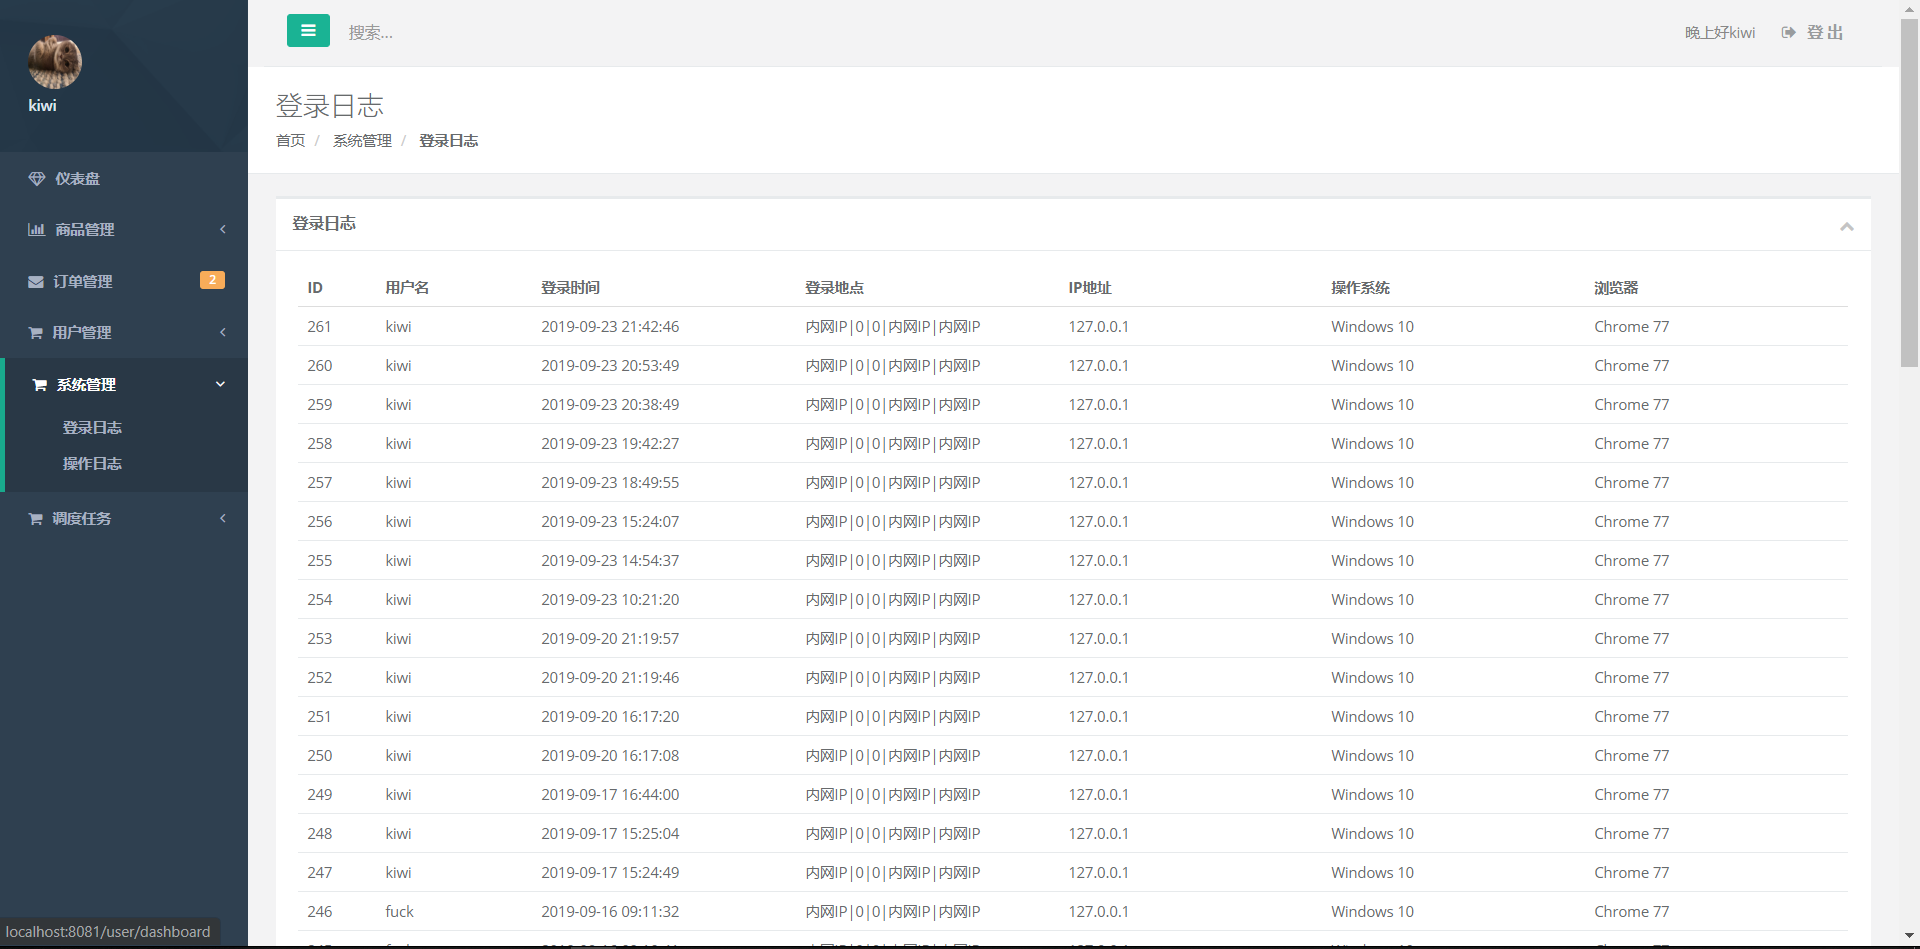 搜索...
晚上好kiwi 登出
kiwi
仪表盘
商品管理
订单管理 2
用户管理
系统管理
登录日志
操作日志
调度任务
登录日志
首页 / 系统管理 / 登录日志
登录日志
ID 用户名 登录时间 登录地点 IP地址 操作系统 浏览器
261 kiwi 2019-09-23 21:42:46 内网IP|0|0|内网IP|内网IP 127.0.0.1 Windows 10 Chrome 77
260 kiwi 2019-09-23 20:53:49 内网IP|0|0|内网IP|内网IP 127.0.0.1 Windows 10 Chrome 77
259 kiwi 2019-09-23 20:38:49 内网IP|0|0|内网IP|内网IP 127.0.0.1 Windows 10 Chrome 77
258 kiwi 2019-09-23 19:42:27 内网IP|0|0|内网IP|内网IP 127.0.0.1 Windows 10 Chrome 77
257 kiwi 2019-09-23 18:49:55 内网IP|0|0|内网IP|内网IP 127.0.0.1 Windows 10 Chrome 77
256 kiwi 2019-09-23 15:24:07 内网IP|0|0|内网IP|内网IP 127.0.0.1 Windows 10 Chrome 77
255 kiwi 2019-09-23 14:54:37 内网IP|0|0|内网IP|内网IP 127.0.0.1 Windows 10 Chrome 77
254 kiwi 2019-09-23 10:21:20 内网IP|0|0|内网IP|内网IP 127.0.0.1 Windows 10 Chrome 77
253 kiwi 2019-09-20 21:19:57 内网IP|0|0|内网IP|内网IP 127.0.0.1 Windows 10 Chrome 77
252 kiwi 2019-09-20 21:19:46 内网IP|0|0|内网IP|内网IP 127.0.0.1 Windows 10 Chrome 77
251 kiwi 2019-09-20 16:17:20 内网IP|0|0|内网IP|内网IP 127.0.0.1 Windows 10 Chrome 77
250 kiwi 2019-09-20 16:17:08 内网IP|0|0|内网IP|内网IP 127.0.0.1 Windows 10 Chrome 77
249 kiwi 2019-09-17 16:44:00 内网IP|0|0|内网IP|内网IP 127.0.0.1 Windows 10 Chrome 77
248 kiwi 2019-09-17 15:25:04 内网IP|0|0|内网IP|内网IP 127.0.0.1 Windows 10 Chrome 77
247 kiwi 2019-09-17 15:24:49 内网IP|0|0|内网IP|内网IP 127.0.0.1 Windows 10 Chrome 77
246 fuck 2019-09-16 09:11:32 内网IP|0|0|内网IP|内网IP 127.0.0.1 Windows 10 Chrome 77
localhost:8081/user/dashboard